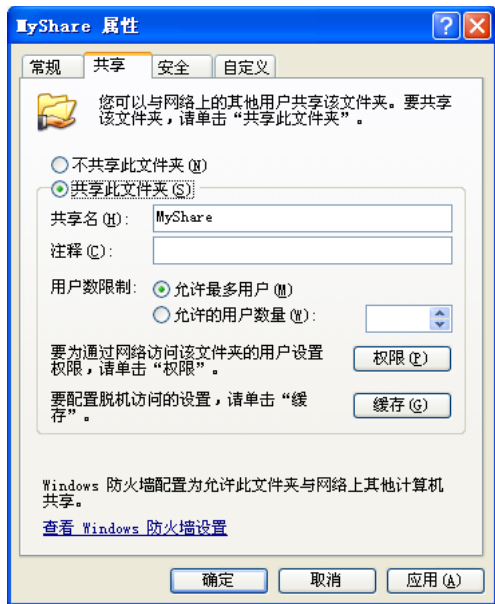 MyShare 属性
常规 共享 安全 自定义
您可以与网络上的其他用户共享该文件夹。要共享
该文件夹，请单击“共享此文件夹”。
不共享此文件夹(N)
共享此文件夹(S)
共享名(H): MyShare
注释(C):
用户数限制: 允许最多用户(M)
允许的用户数量(W):
要为通过网络访问该文件夹的用户设置
权限，请单击“权限”。
权限(P)
要配置脱机访问的设置，请单击“缓
存”。
缓存(G)
Windows 防火墙配置为允许此文件夹与网络上其他计算机
共享。
查看 Windows 防火墙设置
确定 取消 应用(A)